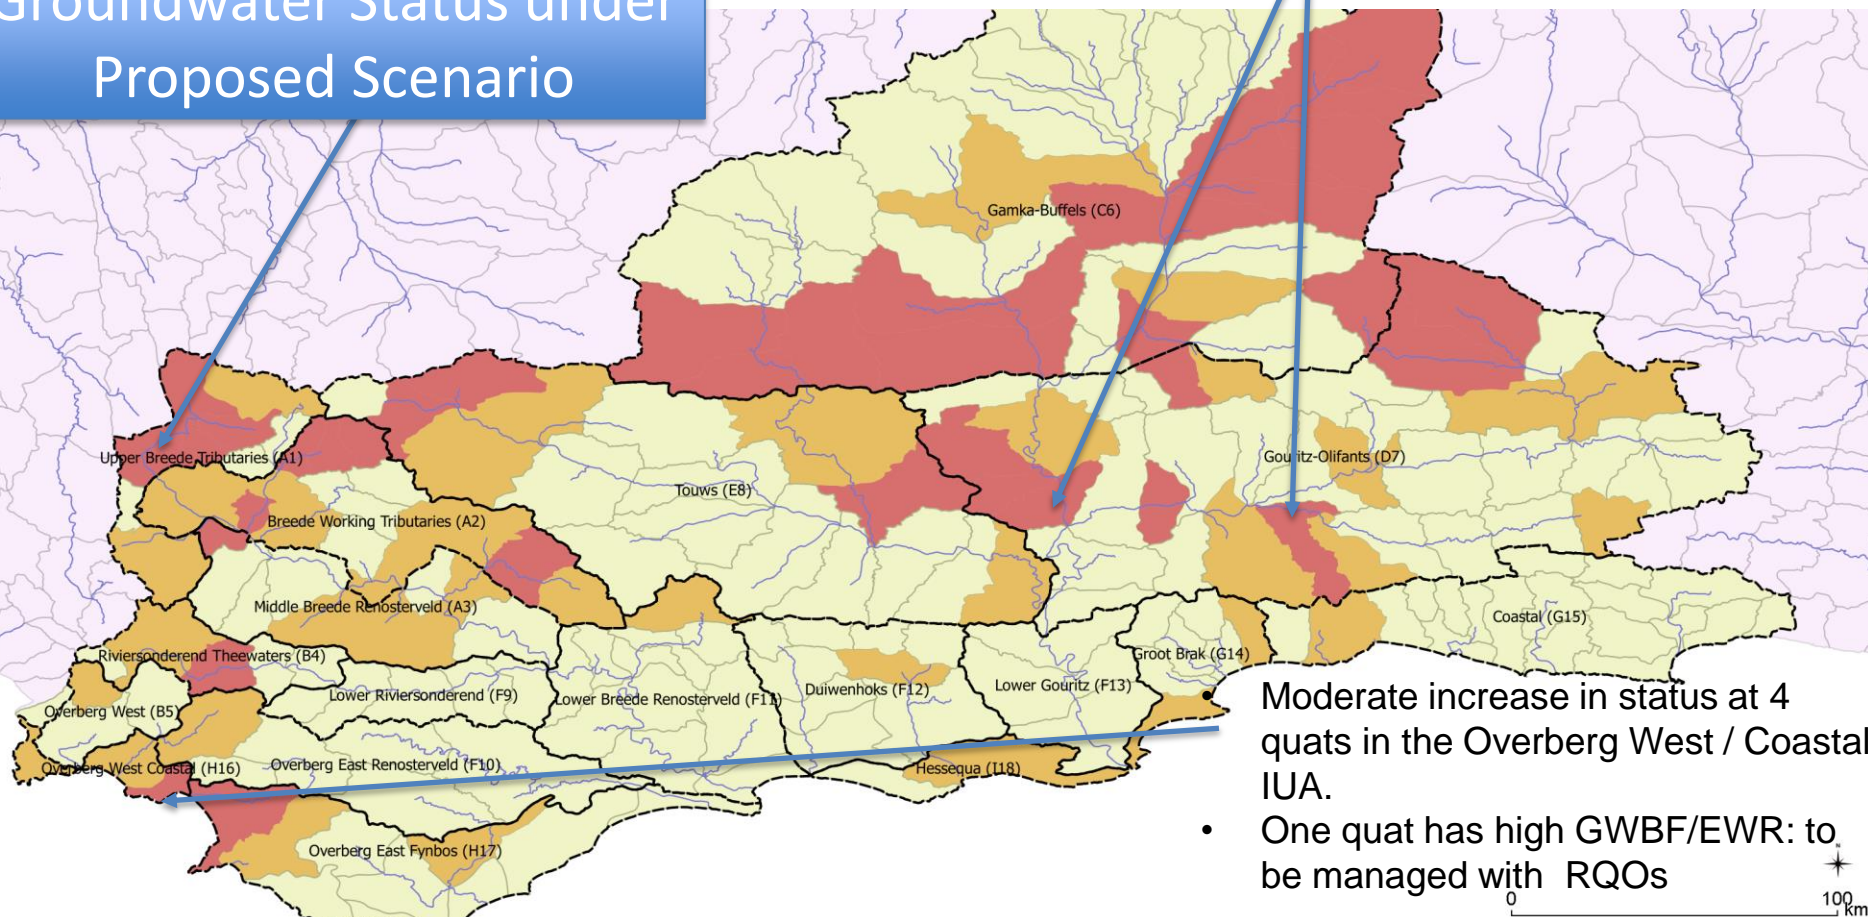 Groundwater Status under
Proposed Scenario
Gamka-Buffels (C6)
Upper Breede Tributaries (A1)
Gouritz-Olifants (D7)
Touws (E8)
Breede Working Tributaries (A2)
Middle Breede Renosterveld (A3)
Coastal (G15)
Riviersonderend Theewaters (B4)
Groot Brak (G14)
Lower Riviersonderend (F9)
Lower Breede Renosterveld (F11)
Duiwenhoks (F12)
Lower Gouritz (F13)
Overberg West (B5)
Overberg West Coastal (H16)
Overberg East Renosterveld (F10)
Hessequa (I18)
Overberg East Fynbos (H17)
• Moderate increase in status at 4
quats in the Overberg West / Coastal
IUA.
• One quat has high GWBF/EWR: to
be managed with RQOs
N
0 100 km